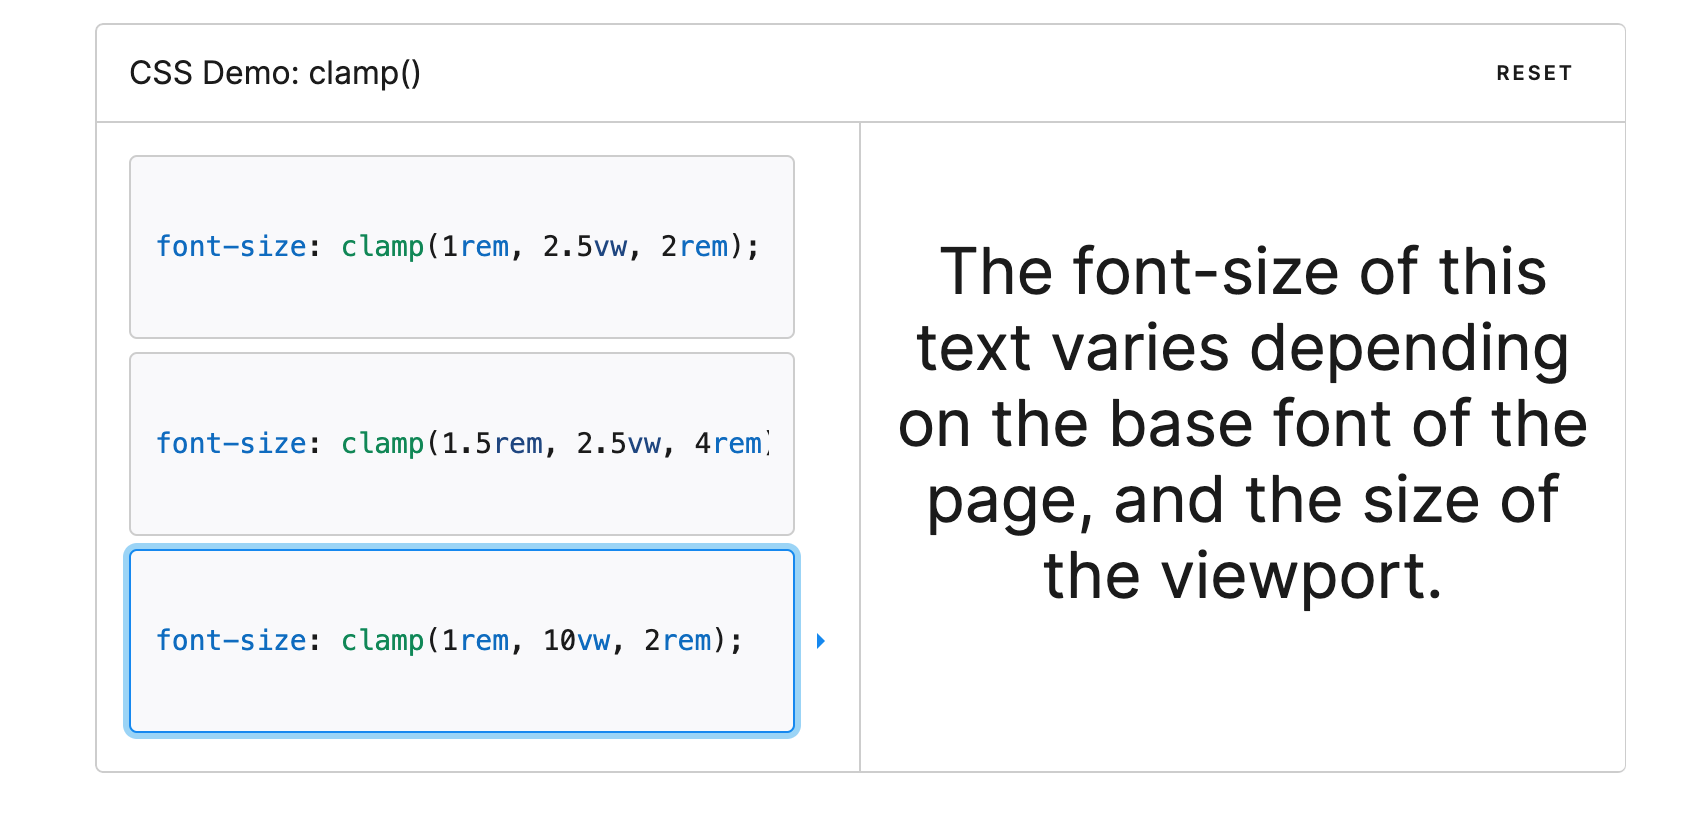 CSS Demo: clamp()
RESET
font-size: clamp(1rem, 2.5vw, 2rem);
font-size: clamp(1.5rem, 2.5vw, 4rem)
font-size: clamp(1rem, 10vw, 2rem);
The font-size of this
text varies depending
on the base font of the
page, and the size of
the viewport.